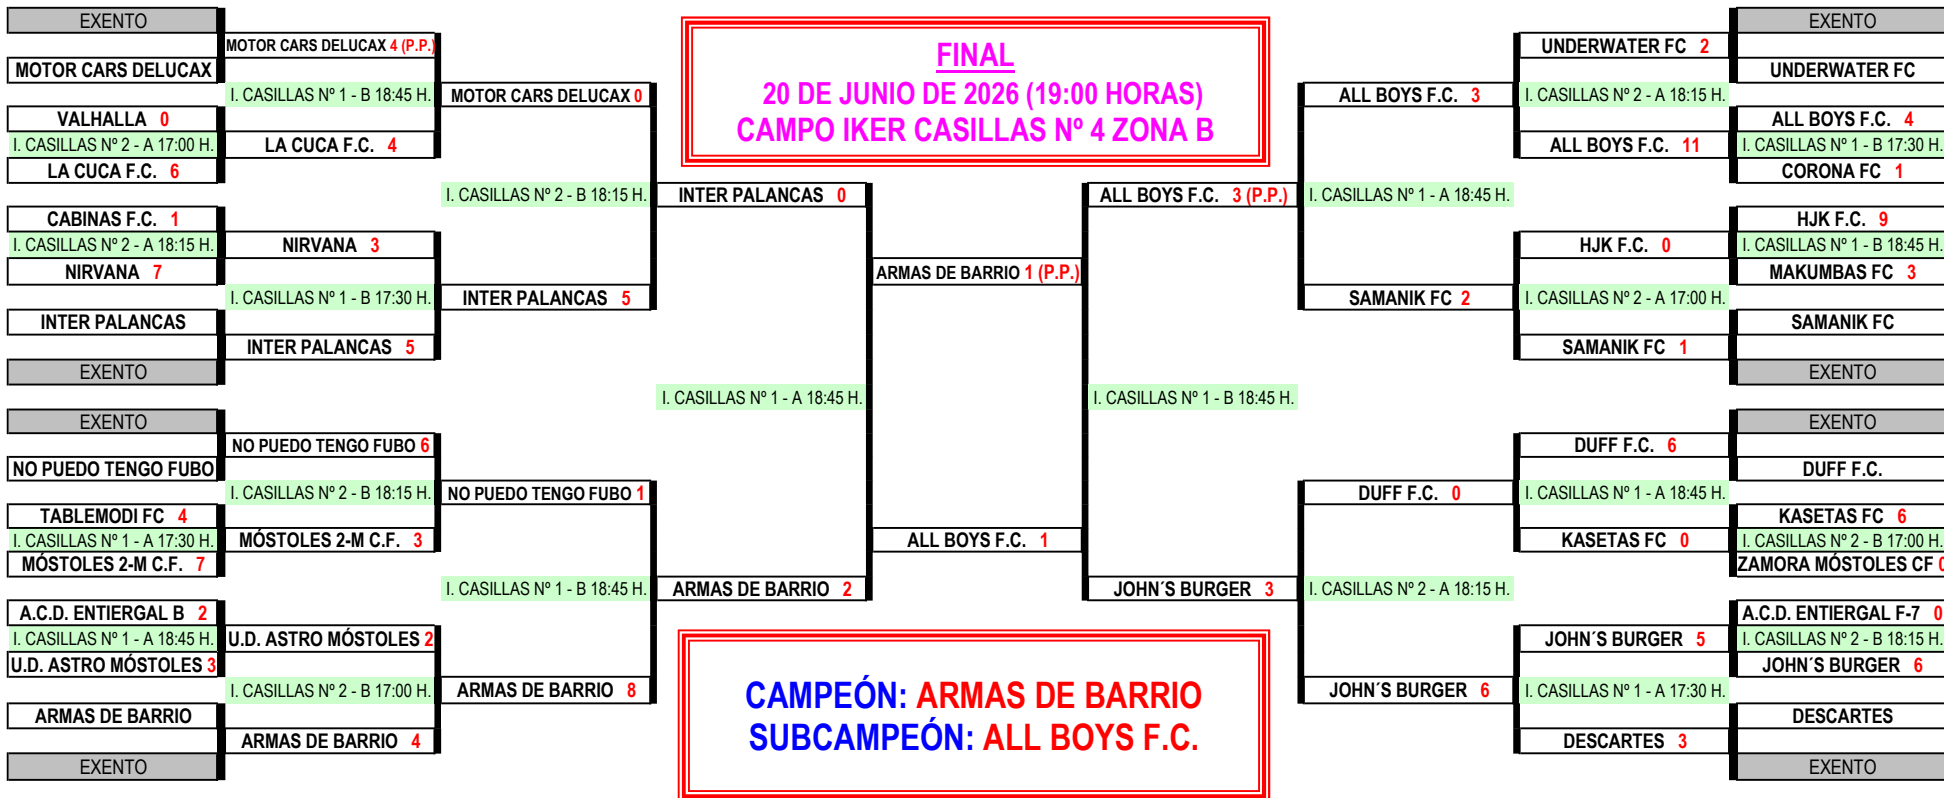 EXENTO
MOTOR CARS DELUCAX
VALHALLA 0
I. CASILLAS Nº 2 - A 17:00 H.
LA CUCA F.C. 6
CABINAS F.C. 1
I. CASILLAS Nº 2 - A 18:15 H.
NIRVANA 7
INTER PALANCAS
EXENTO
EXENTO
NO PUEDO TENGO FUBO
TABLEMODI FC 4
I. CASILLAS Nº 1 - A 17:30 H.
MÓSTOLES 2-M C.F. 7
A.C.D. ENTIERGAL B 2
I. CASILLAS Nº 1 - A 18:45 H.
U.D. ASTRO MÓSTOLES 3
ARMAS DE BARRIO
EXENTO
MOTOR CARS DELUCAX 4 (P.P.)
I. CASILLAS Nº 1 - B 18:45 H.
LA CUCA F.C. 4
NIRVANA 3
I. CASILLAS Nº 1 - B 17:30 H.
INTER PALANCAS 5
NO PUEDO TENGO FUBO 6
I. CASILLAS Nº 2 - B 18:15 H.
MÓSTOLES 2-M C.F. 3
U.D. ASTRO MÓSTOLES 2
I. CASILLAS Nº 2 - B 17:00 H.
ARMAS DE BARRIO 4
MOTOR CARS DELUCAX 0
I. CASILLAS Nº 2 - B 18:15 H.
INTER PALANCAS 5
NO PUEDO TENGO FUBO 1
I. CASILLAS Nº 1 - B 18:45 H.
ARMAS DE BARRIO 8
INTER PALANCAS 0
I. CASILLAS Nº 1 - A 18:45 H.
ARMAS DE BARRIO 2
FINAL
20 DE JUNIO DE 2026 (19:00 HORAS)
CAMPO IKER CASILLAS Nº 4 ZONA B
ARMAS DE BARRIO 1 (P.P.)
ALL BOYS F.C. 1
CAMPEÓN: ARMAS DE BARRIO
SUBCAMPEÓN: ALL BOYS F.C.
ALL BOYS F.C. 3 (P.P.)
I. CASILLAS Nº 1 - B 18:45 H.
JOHN´S BURGER 3
ALL BOYS F.C. 3
I. CASILLAS Nº 1 - A 18:45 H.
SAMANIK FC 2
DUFF F.C. 0
I. CASILLAS Nº 2 - A 18:15 H.
JOHN´S BURGER 6
UNDERWATER FC 2
I. CASILLAS Nº 2 - A 18:15 H.
ALL BOYS F.C. 11
HJK F.C. 0
I. CASILLAS Nº 2 - A 17:00 H.
SAMANIK FC 1
DUFF F.C. 6
I. CASILLAS Nº 1 - A 18:45 H.
KASETAS FC 0
JOHN´S BURGER 5
I. CASILLAS Nº 1 - A 17:30 H.
DESCARTES 3
EXENTO
UNDERWATER FC
ALL BOYS F.C. 4
I. CASILLAS Nº 1 - B 17:30 H.
CORONA FC 1
HJK F.C. 9
I. CASILLAS Nº 1 - B 18:45 H.
MAKUMBAS FC 3
SAMANIK FC
EXENTO
EXENTO
DUFF F.C.
KASETAS FC 6
I. CASILLAS Nº 2 - B 17:00 H.
ZAMORA MÓSTOLES CF 0
A.C.D. ENTIERGAL F-7 0
I. CASILLAS Nº 2 - B 18:15 H.
JOHN´S BURGER 6
DESCARTES
EXENTO